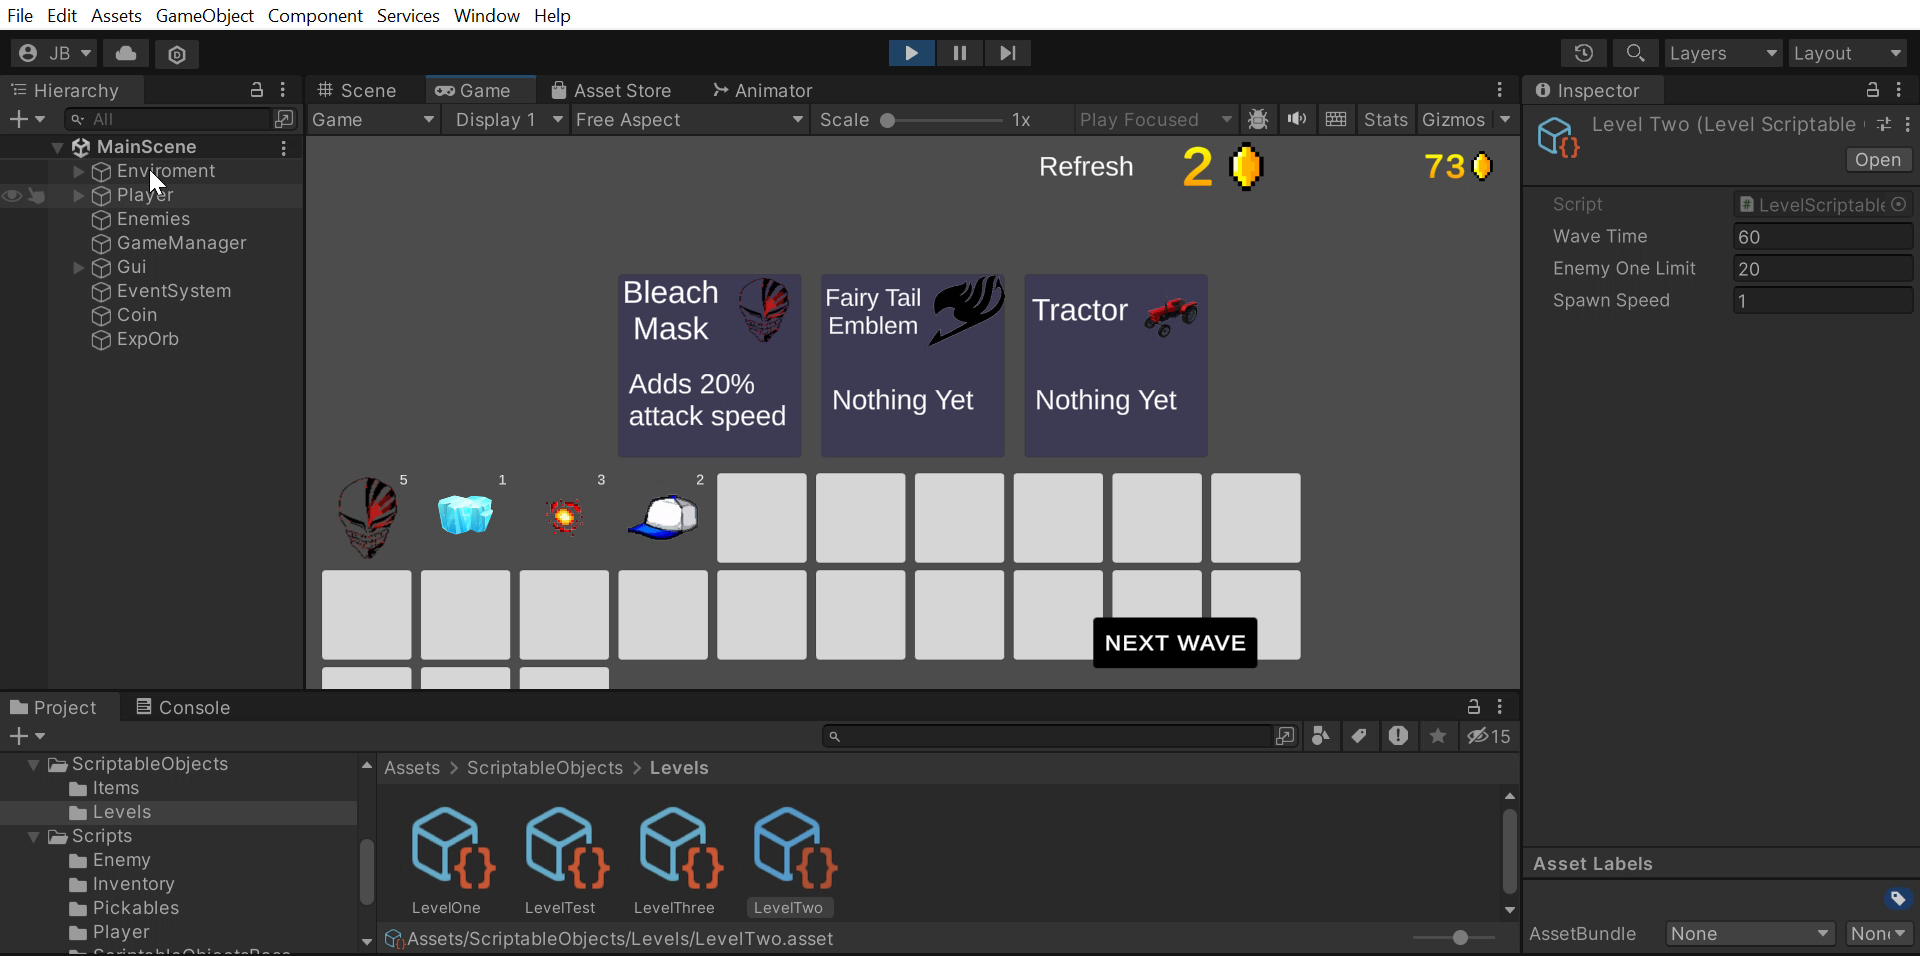 File Edit Assets GameObject Component Services Window Help
JB Layers Layout
Hierarchy
All
MainScene
Enviroment
Player
Enemies
GameManager
Gui
EventSystem
Coin
ExpOrb
Scene Game Asset Store Animator
Game Display 1 Free Aspect Scale 1x Play Focused Stats Gizmos
Refresh 2 73
Bleach
Mask
Adds 20%
attack speed
Fairy Tail
Emblem
Nothing Yet
Tractor
Nothing Yet
5 1 3 2
NEXT WAVE
Inspector
Level Two (Level Scriptable
Open
Script LevelScriptable
Wave Time 60
Enemy One Limit 20
Spawn Speed 1
Project Console
15
ScriptableObjects
Items
Levels
Scripts
Enemy
Inventory
Pickables
Player
Assets > ScriptableObjects > Levels
LevelOne LevelTest LevelThree LevelTwo
Assets/ScriptableObjects/Levels/LevelTwo.asset
Asset Labels
AssetBundle None